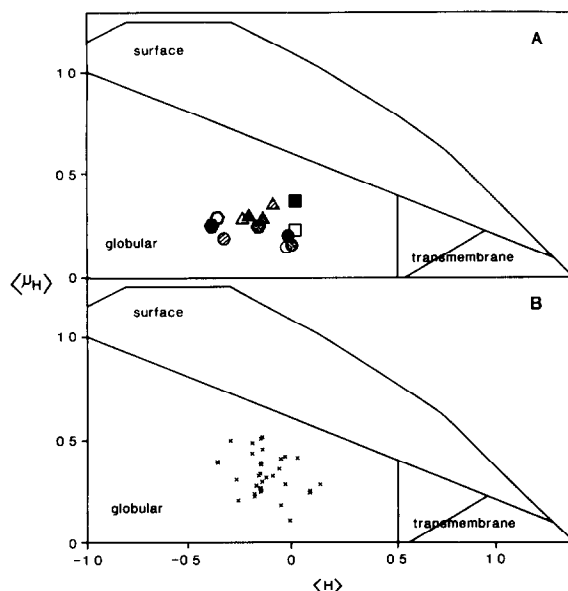 A
surface
1 0
0 5
globular
transmembrane
0
⟨μ_H⟩
B
surface
1 0
0 5
globular
transmembrane
0
-1 0 -0 5 0 0 5 1 0
⟨H⟩